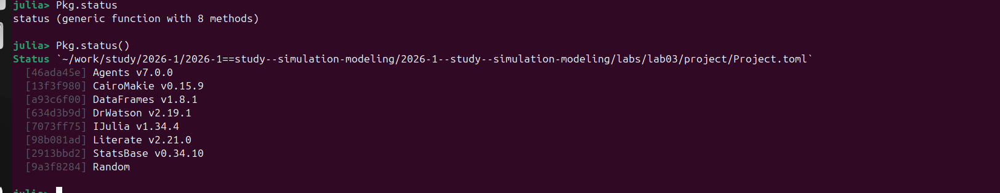 julia> Pkg.status
status (generic function with 8 methods)
julia> Pkg.status()
Status `~/work/study/2026-1/2026-1==study--simulation-modeling/2026-1--study--simulation-modeling/labs/lab03/project/Project.toml`
[46ada45e] Agents v7.0.0
[13f3f980] CairoMakie v0.15.9
[a93c6f00] DataFrames v1.8.1
[634d3b9d] DrWatson v2.19.1
[7073ff75] IJulia v1.34.4
[98b081ad] Literate v2.21.0
[2913bbd2] StatsBase v0.34.10
[9a3f8284] Random
julia>